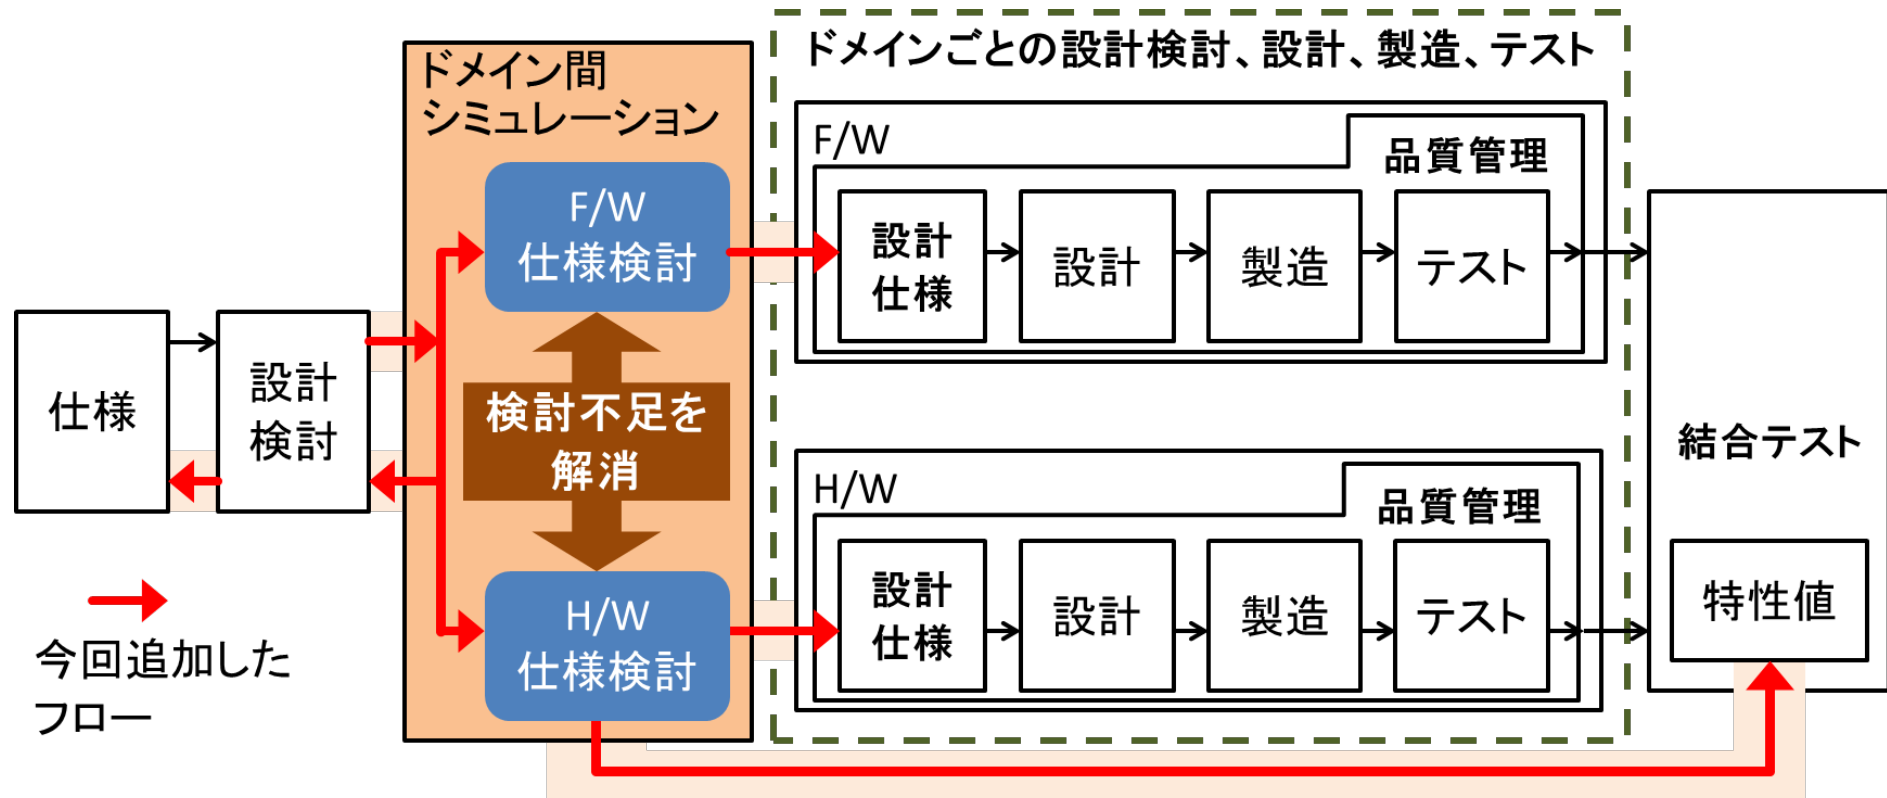 ドメインごとの設計検討、設計、製造、テスト
ドメイン間
シミュレーション
F/W
仕様検討
検討不足を
解消
H/W
仕様検討
仕様
設計
検討
F/W
品質管理
設計
仕様
設計
製造
テスト
H/W
品質管理
設計
仕様
設計
製造
テスト
結合テスト
特性値
今回追加した
フロー